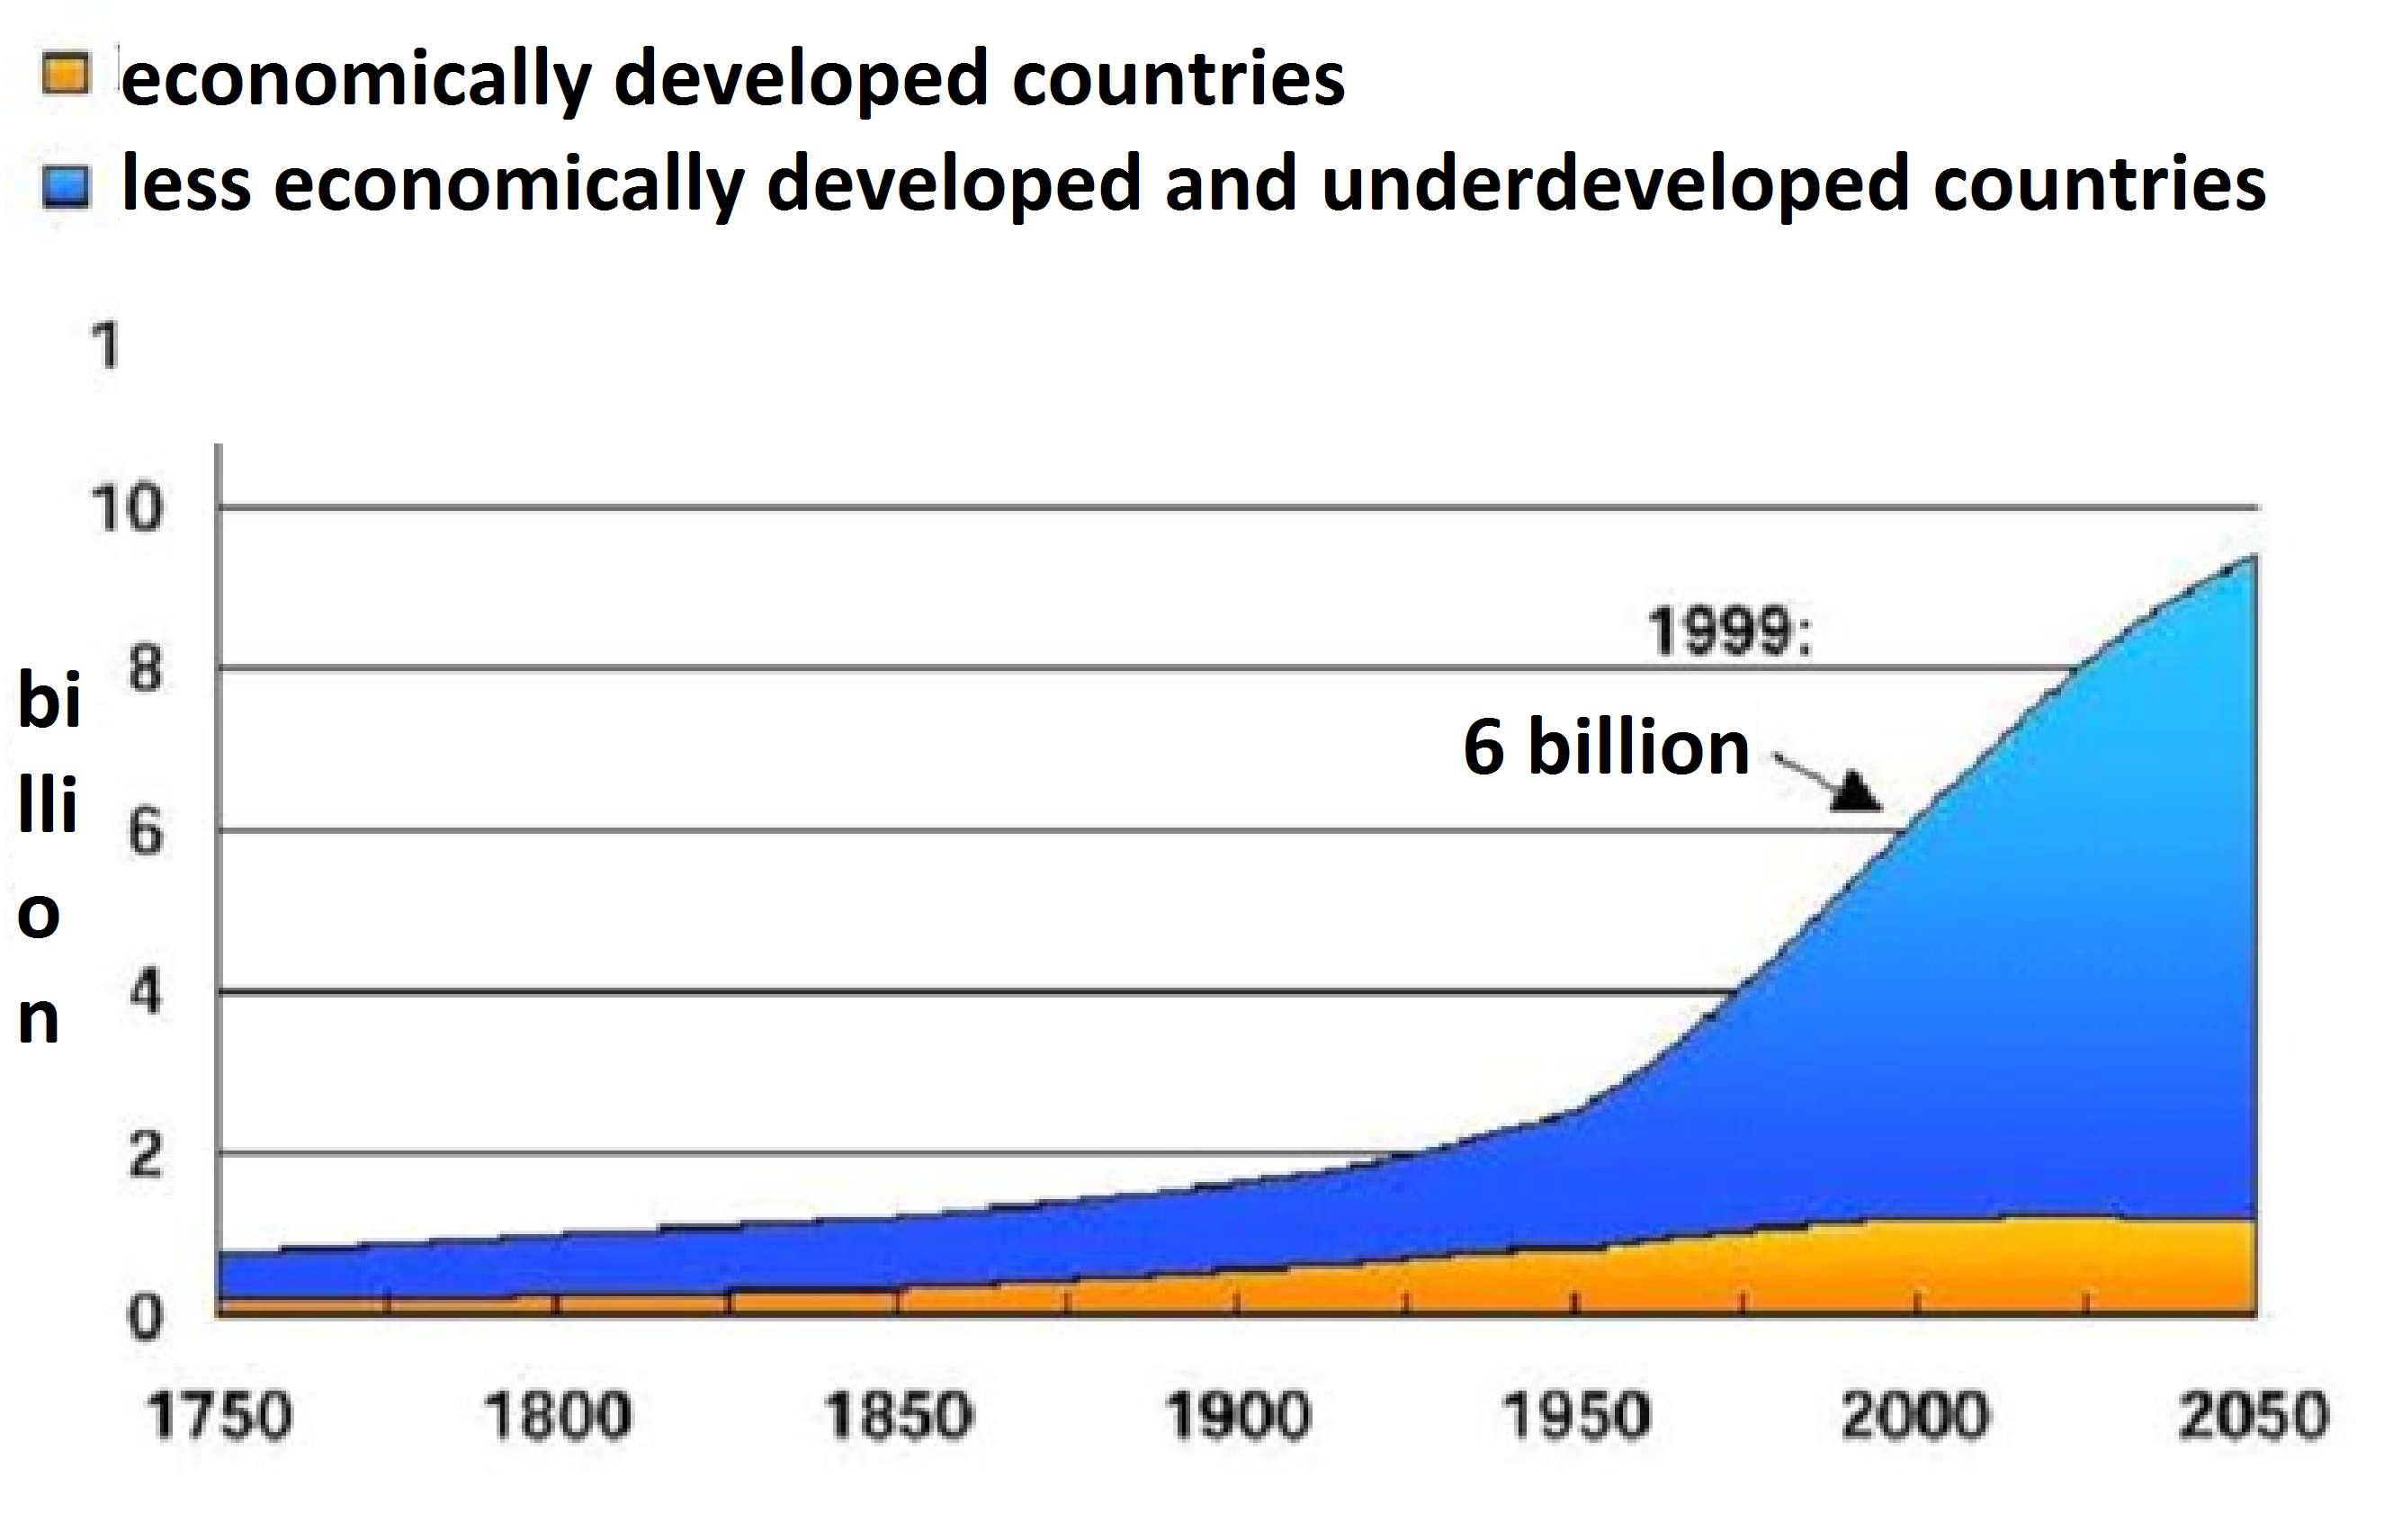 economically developed countries
less economically developed and underdeveloped countries
1
10
8
6
4
2
0
bi
lli
o
n
1999:
6 billion
1750 1800 1850 1900 1950 2000 2050